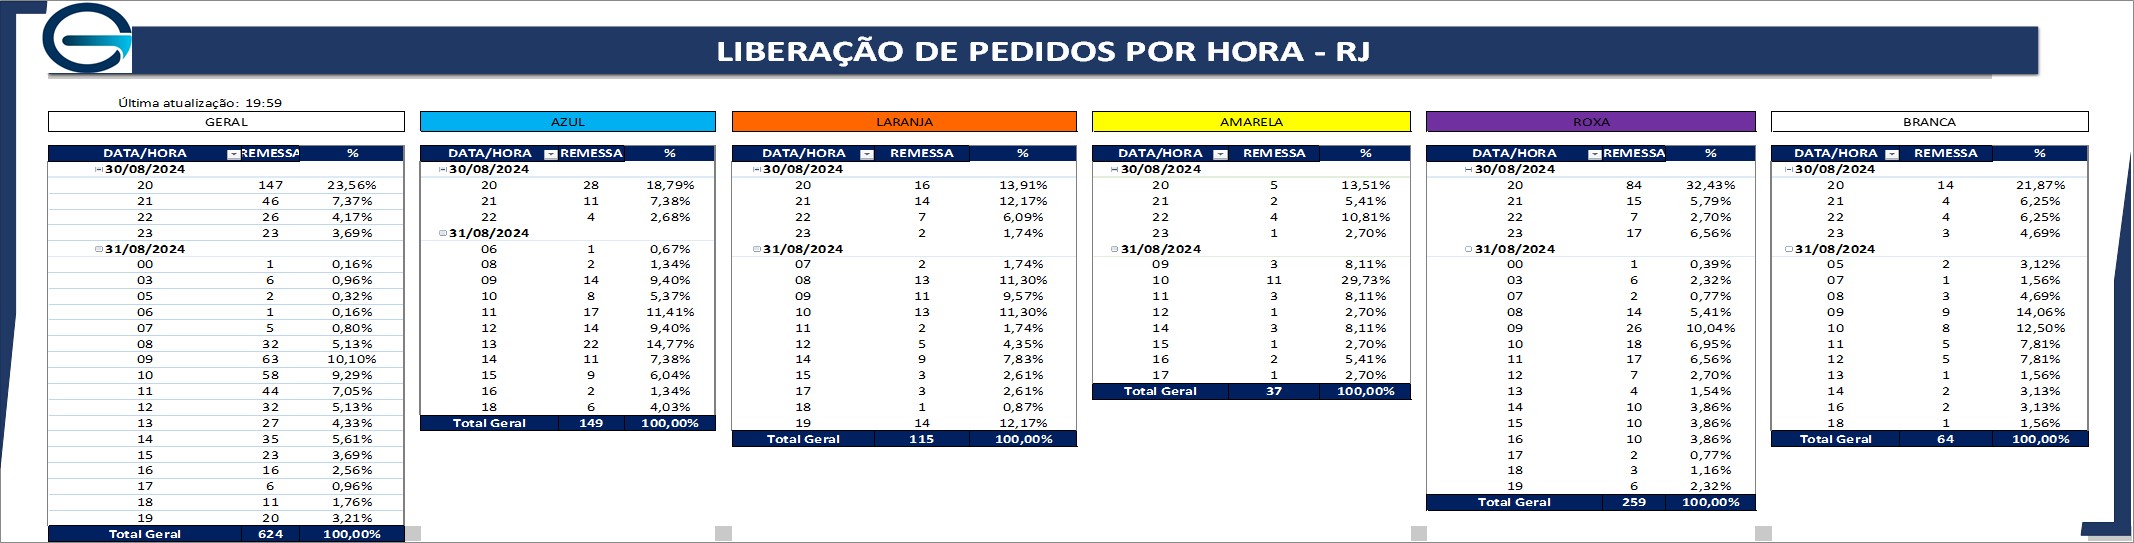 LIBERAÇÃO DE PEDIDOS POR HORA - RJ
Última atualização: 19:59
GERAL
DATA/HORA REMESSA %
30/08/2024
20 147 23,56%
21 46 7,37%
22 26 4,17%
23 23 3,69%
31/08/2024
00 1 0,16%
03 6 0,96%
05 2 0,32%
06 1 0,16%
07 5 0,80%
08 32 5,13%
09 63 10,10%
10 58 9,29%
11 44 7,05%
12 32 5,13%
13 27 4,33%
14 35 5,61%
15 23 3,69%
16 16 2,56%
17 6 0,96%
18 11 1,76%
19 20 3,21%
Total Geral 624 100,00%
AZUL
DATA/HORA REMESSA %
30/08/2024
20 28 18,79%
21 11 7,38%
22 4 2,68%
31/08/2024
06 1 0,67%
08 2 1,34%
09 14 9,40%
10 8 5,37%
11 17 11,41%
12 14 9,40%
13 22 14,77%
14 11 7,38%
15 9 6,04%
16 2 1,34%
18 6 4,03%
Total Geral 149 100,00%
LARANJA
DATA/HORA REMESSA %
30/08/2024
20 16 13,91%
21 14 12,17%
22 7 6,09%
23 2 1,74%
31/08/2024
07 2 1,74%
08 13 11,30%
09 11 9,57%
10 13 11,30%
11 2 1,74%
12 5 4,35%
14 9 7,83%
15 3 2,61%
17 3 2,61%
18 1 0,87%
19 14 12,17%
Total Geral 115 100,00%
AMARELA
DATA/HORA REMESSA %
30/08/2024
20 5 13,51%
21 2 5,41%
22 4 10,81%
23 1 2,70%
31/08/2024
09 3 8,11%
10 11 29,73%
11 3 8,11%
12 1 2,70%
14 3 8,11%
15 1 2,70%
16 2 5,41%
17 1 2,70%
Total Geral 37 100,00%
ROXA
DATA/HORA REMESSA %
30/08/2024
20 84 32,43%
21 15 5,79%
22 7 2,70%
23 17 6,56%
31/08/2024
00 1 0,39%
03 6 2,32%
07 2 0,77%
08 14 5,41%
09 26 10,04%
10 18 6,95%
11 17 6,56%
12 7 2,70%
13 4 1,54%
14 10 3,86%
15 10 3,86%
16 10 3,86%
17 2 0,77%
18 3 1,16%
19 6 2,32%
Total Geral 259 100,00%
BRANCA
DATA/HORA REMESSA %
30/08/2024
20 14 21,87%
21 4 6,25%
22 4 6,25%
23 3 4,69%
31/08/2024
05 2 3,12%
07 1 1,56%
08 3 4,69%
09 9 14,06%
10 8 12,50%
11 5 7,81%
12 5 7,81%
13 1 1,56%
14 2 3,13%
16 2 3,13%
18 1 1,56%
Total Geral 64 100,00%